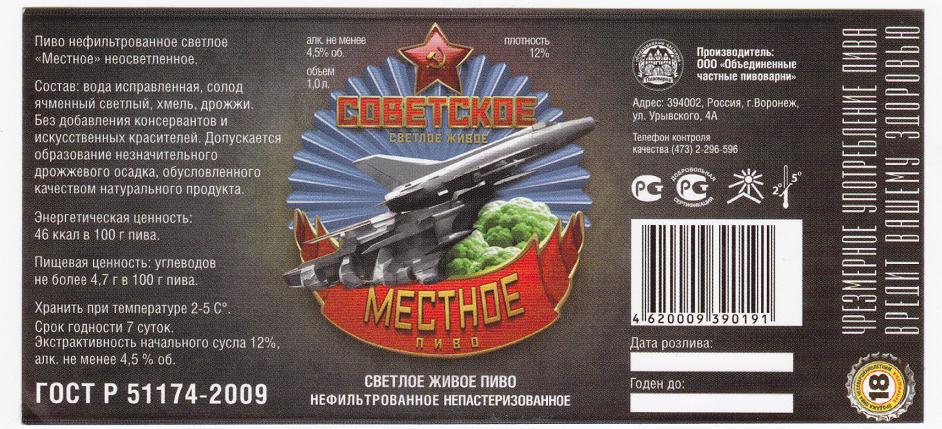 Пиво нефильтрованное светлое
«Местное» неосветленное.
Состав: вода исправленная, солод
ячменный светлый, хмель, дрожжи.
Без добавления консервантов и
искусственных красителей. Допускается
образование незначительного
дрожжевого осадка, обусловленного
качеством натурального продукта.
Энергетическая ценность:
46 ккал в 100 г пива.
Пищевая ценность: углеводов
не более 4,7 г в 100 г пива.
Хранить при температуре 2-5 С°.
Срок годности 7 суток.
Экстрактивность начального сусла 12%,
алк. не менее 4,5 % об.
ГОСТ Р 51174-2009
алк. не менее
4,5% об.
объем
1,0 л.
плотность
12%
СОВЕТСКОЕ
СВЕТЛОЕ ЖИВОЕ
МЕСТНОЕ
ПИВО
СВЕТЛОЕ ЖИВОЕ ПИВО
НЕФИЛЬТРОВАННОЕ НЕПАСТЕРИЗОВАННОЕ
Производитель:
ООО «Объединенные
частные пивоварни»
Адрес: 394002, Россия, г.Воронеж,
ул. Урывского, 4А
Телефон контроля
качества (473) 2-296-596
РС
ДОБРОВОЛЬНАЯ
РС
СЕРТИФИКАЦИЯ
2° 5°
4 620009 390191
Дата розлива:
Годен до:
ЧРЕЗМЕРНОЕ УПОТРЕБЛЕНИЕ ПИВА
ВРЕДИТ ВАШЕМУ ЗДОРОВЬЮ
18